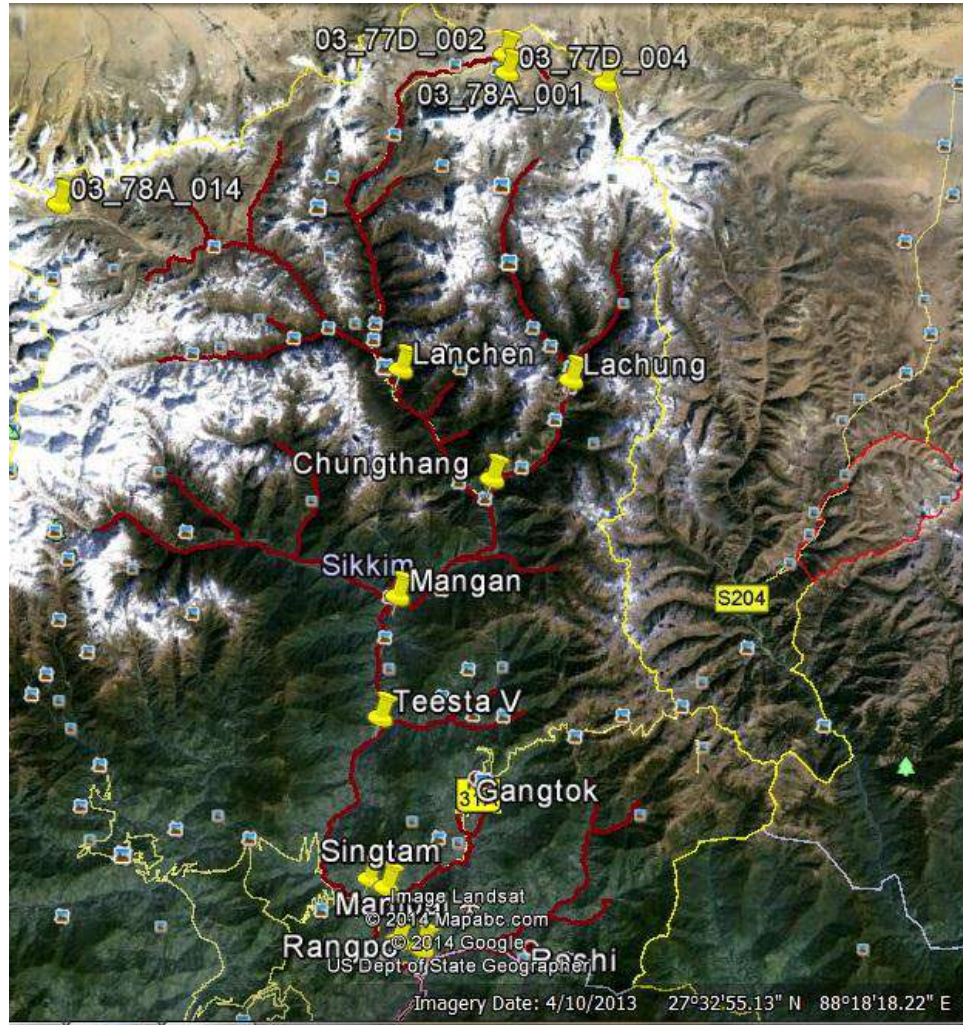 03_77D_002
03_77D_004
03_78A_001
03_78A_014
Lanchen
Lachung
Chungthang
Sikkim
Mangan
S204
Teesta V
Gangtok
Singtam
Image Landsat
© 2014 Mapabc.com
Rangpo
© 2014 Google
US Dept of State Geographer
Imagery Date: 4/10/2013 27°32'55.13" N 88°18'18.22" E